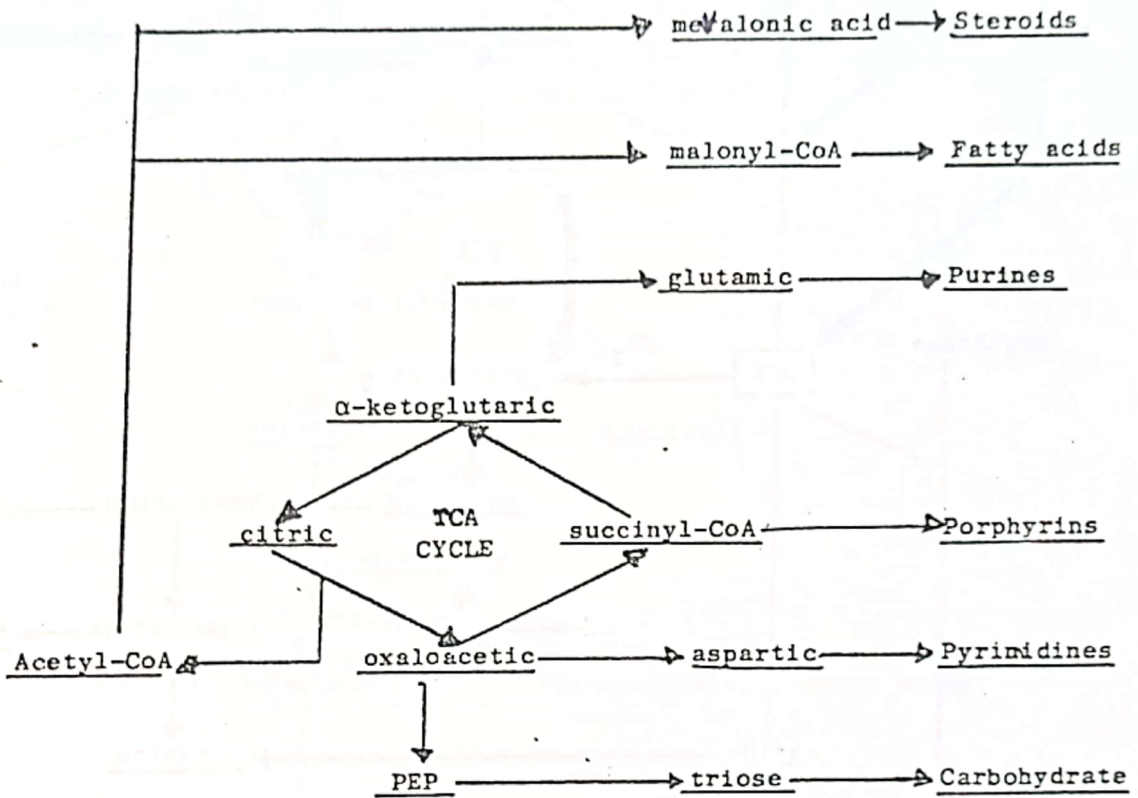 mevalonic acid Steroids
malonyl-CoA Fatty acids
glutamic Purines
α-ketoglutaric
citric TCA succinyl-CoA Porphyrins
CYCLE
Acetyl-CoA oxaloacetic aspartic Pyrimidines
PEP triose Carbohydrate